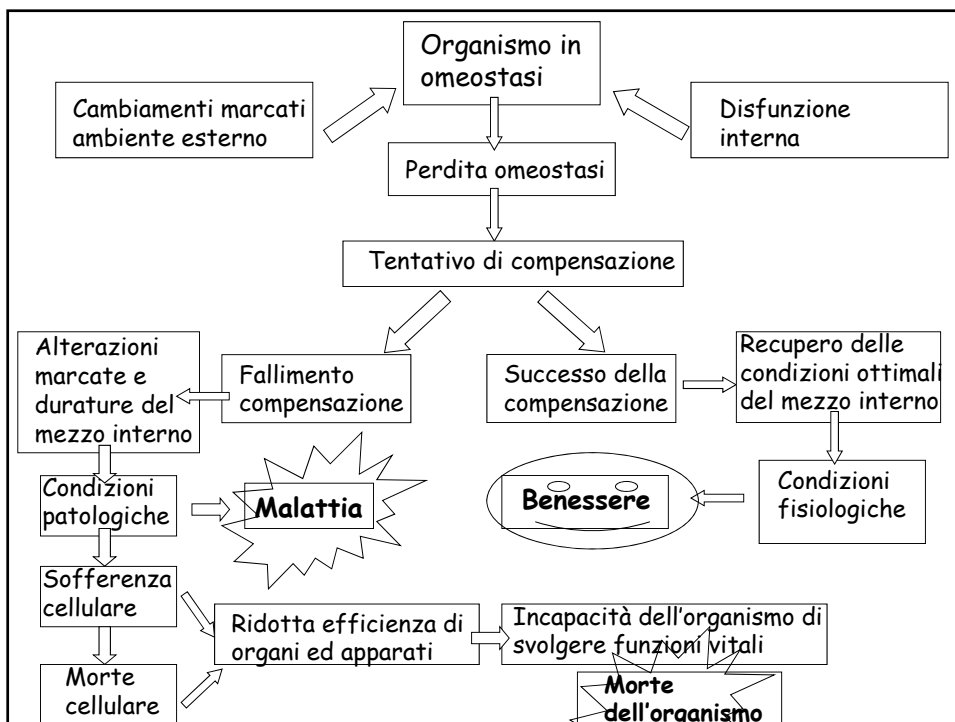 Organismo in
omeostasi
Cambiamenti marcati
ambiente esterno
Disfunzione
interna
Perdita omeostasi
Tentativo di compensazione
Alterazioni
marcate e
durature del
mezzo interno
Fallimento
compensazione
Successo della
compensazione
Recupero delle
condizioni ottimali
del mezzo interno
Condizioni
patologiche
Malattia
Benessere
Condizioni
fisiologiche
Sofferenza
cellulare
Ridotta efficienza di
organi ed apparati
Incapacità dell'organismo di
svolgere funzioni vitali
Morte
cellulare
Morte
dell'organismo